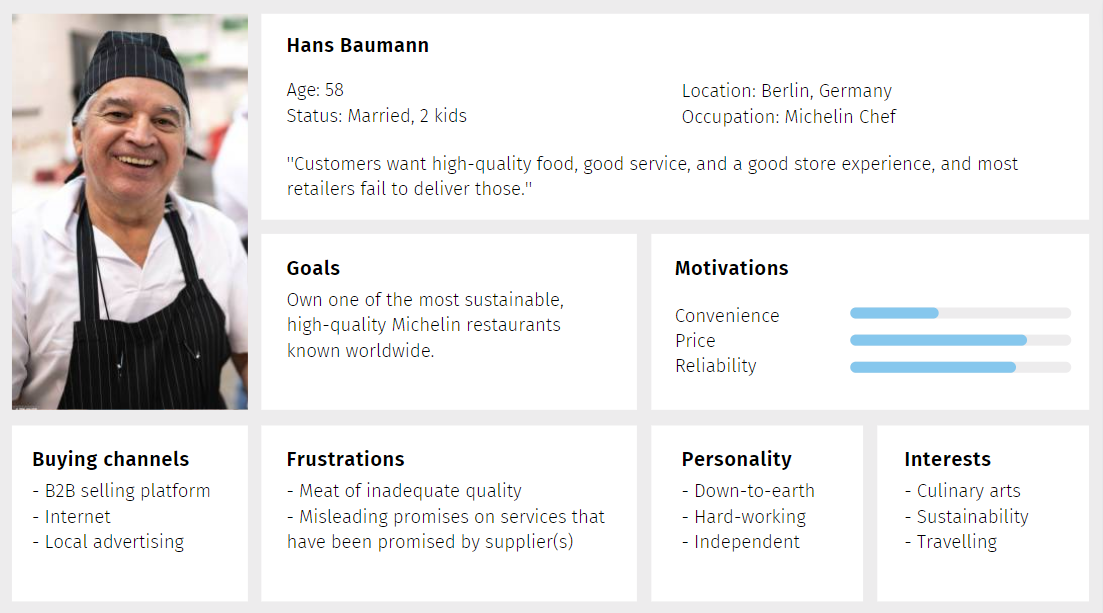 Hans Baumann
Age: 58
Location: Berlin, Germany
Status: Married, 2 kids
Occupation: Michelin Chef
"Customers want high-quality food, good service, and a good store experience, and most
retailers fail to deliver those."
Goals
Own one of the most sustainable,
high-quality Michelin restaurants
known worldwide.
Motivations
Convenience
Price
Reliability
Buying channels
- B2B selling platform
- Internet
- Local advertising
Frustrations
- Meat of inadequate quality
- Misleading promises on services that
have been promised by supplier(s)
Personality
- Down-to-earth
- Hard-working
- Independent
Interests
- Culinary arts
- Sustainability
- Travelling